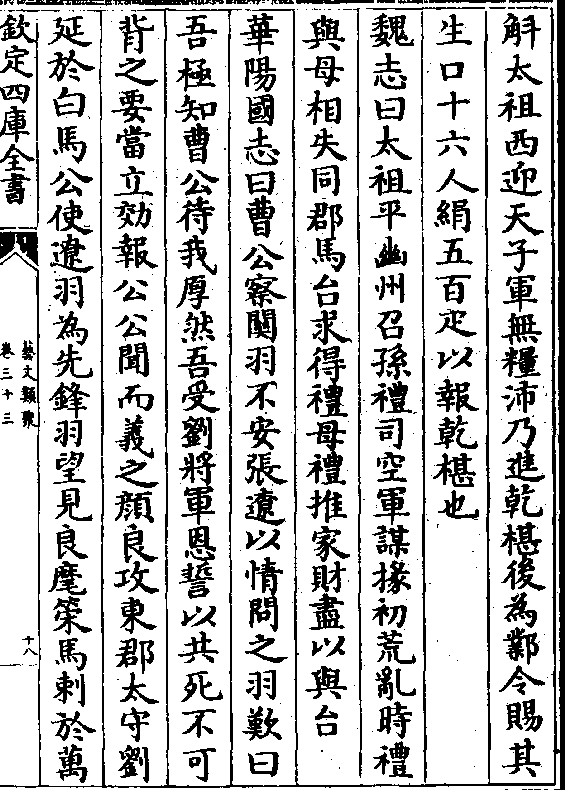 斛太祖西迎天子軍無糧沛乃進乾椹後為鄴令賜其
生口十六人絹五百疋以報乾椹也
魏志曰太祖平幽州召孫禮司空軍謀掾初荒亂時禮
與母相失同郡馬台求得禮母禮推家財盡以與台
華陽國志曰曹公察關羽不安張遼以情問之羽歎曰
吾極知曹公待我厚然吾受劉將軍恩誓以共死不可
背之要當立効報公公聞而義之顔良攻東郡太守劉
延於白馬公使遼羽為先鋒羽望見良麾䇿馬刺於萬
欽定四庫全書
藝文類聚
卷三十三
十八